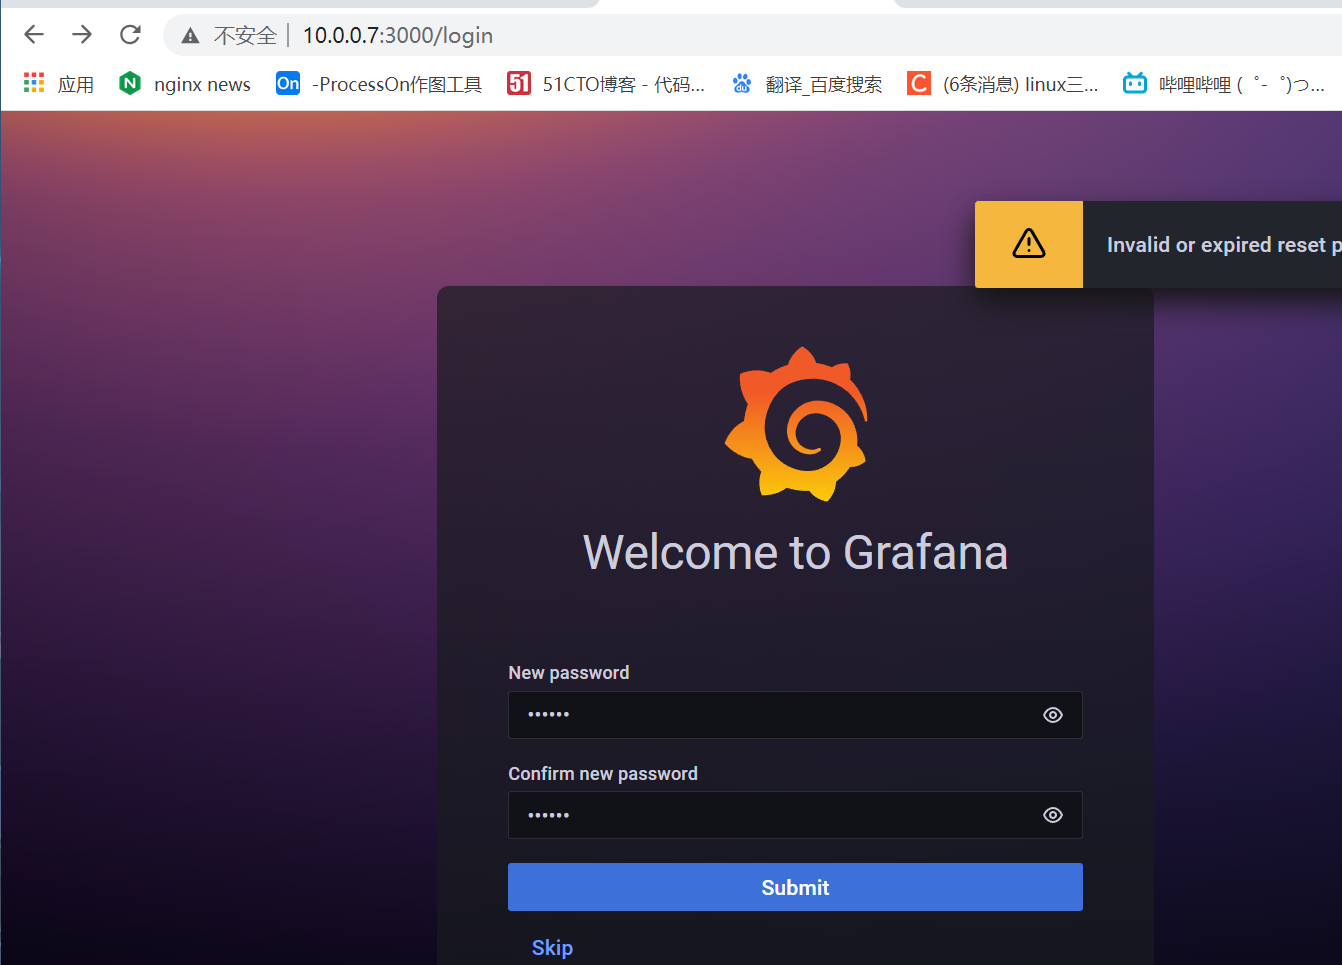 不安全 | 10.0.0.7:3000/login
应用 nginx news On -ProcessOn作图工具 51 51CTO博客 - 代码... du 翻译_百度搜索 C (6条消息) linux三... 哔哩哔哩 (゜-゜)つ...
Invalid or expired reset p
Welcome to Grafana
New password
••••••
Confirm new password
••••••
Submit
Skip